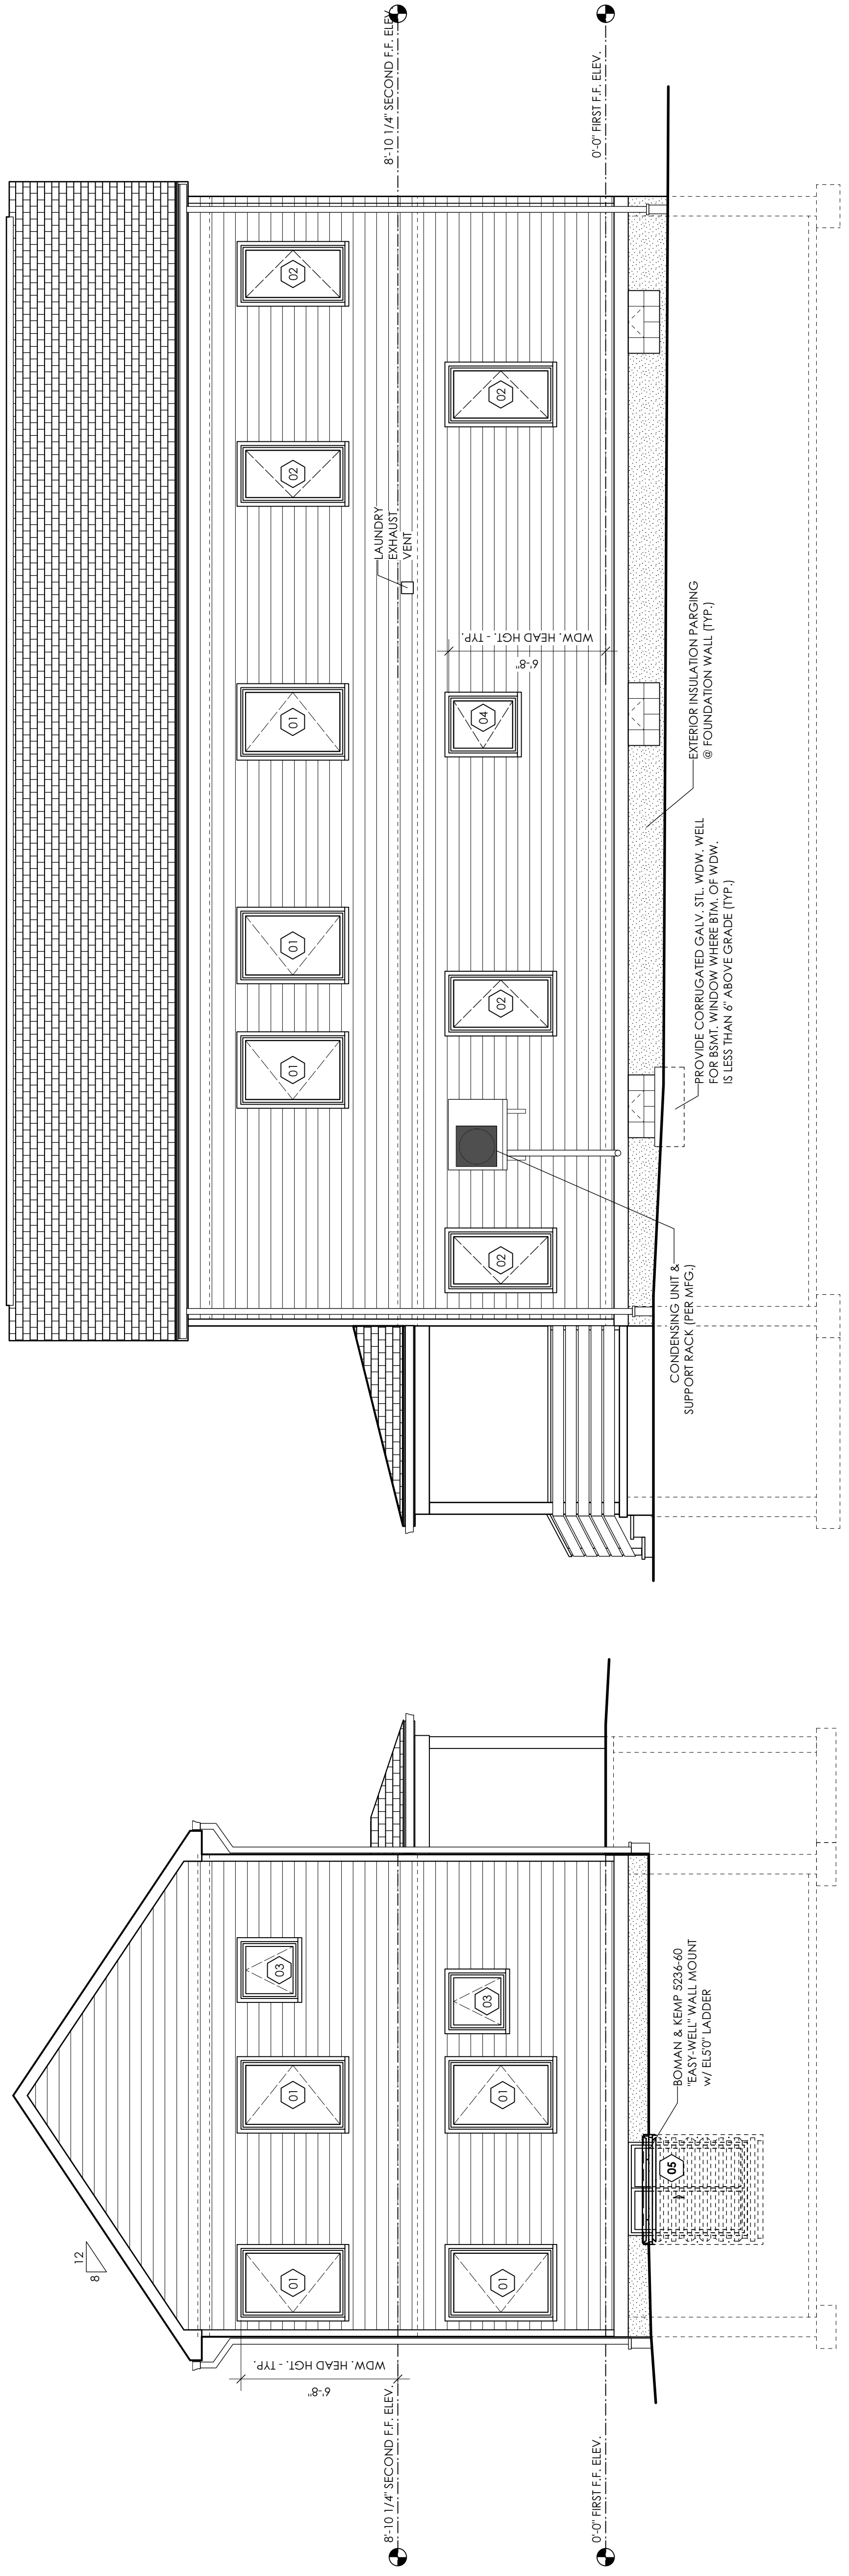 12
8
01
01
03
01
01
03
05
6'-8"
WDW. HEAD HGT. - TYP.
8'-10 1/4" SECOND F.F. ELEV.
0'-0" FIRST F.F. ELEV.
BOMAN & KEMP 5236-60
"EASY-WELL" WALL MOUNT
w/ EL5'0" LADDER
01
01
01
02
02
02
02
04
02
LAUNDRY
EXHAUST
VENT
6'-8"
WDW. HEAD HGT. - TYP.
8'-10 1/4" SECOND F.F. ELEV.
0'-0" FIRST F.F. ELEV.
CONDENSING UNIT &
SUPPORT RACK (PER MFG.)
PROVIDE CORRUGATED GALV. STL. WDW. WELL
FOR BSMT. WINDOW WHERE BTM. OF WDW.
IS LESS THAN 6" ABOVE GRADE (TYP.)
EXTERIOR INSULATION PARGING
@ FOUNDATION WALL (TYP.)